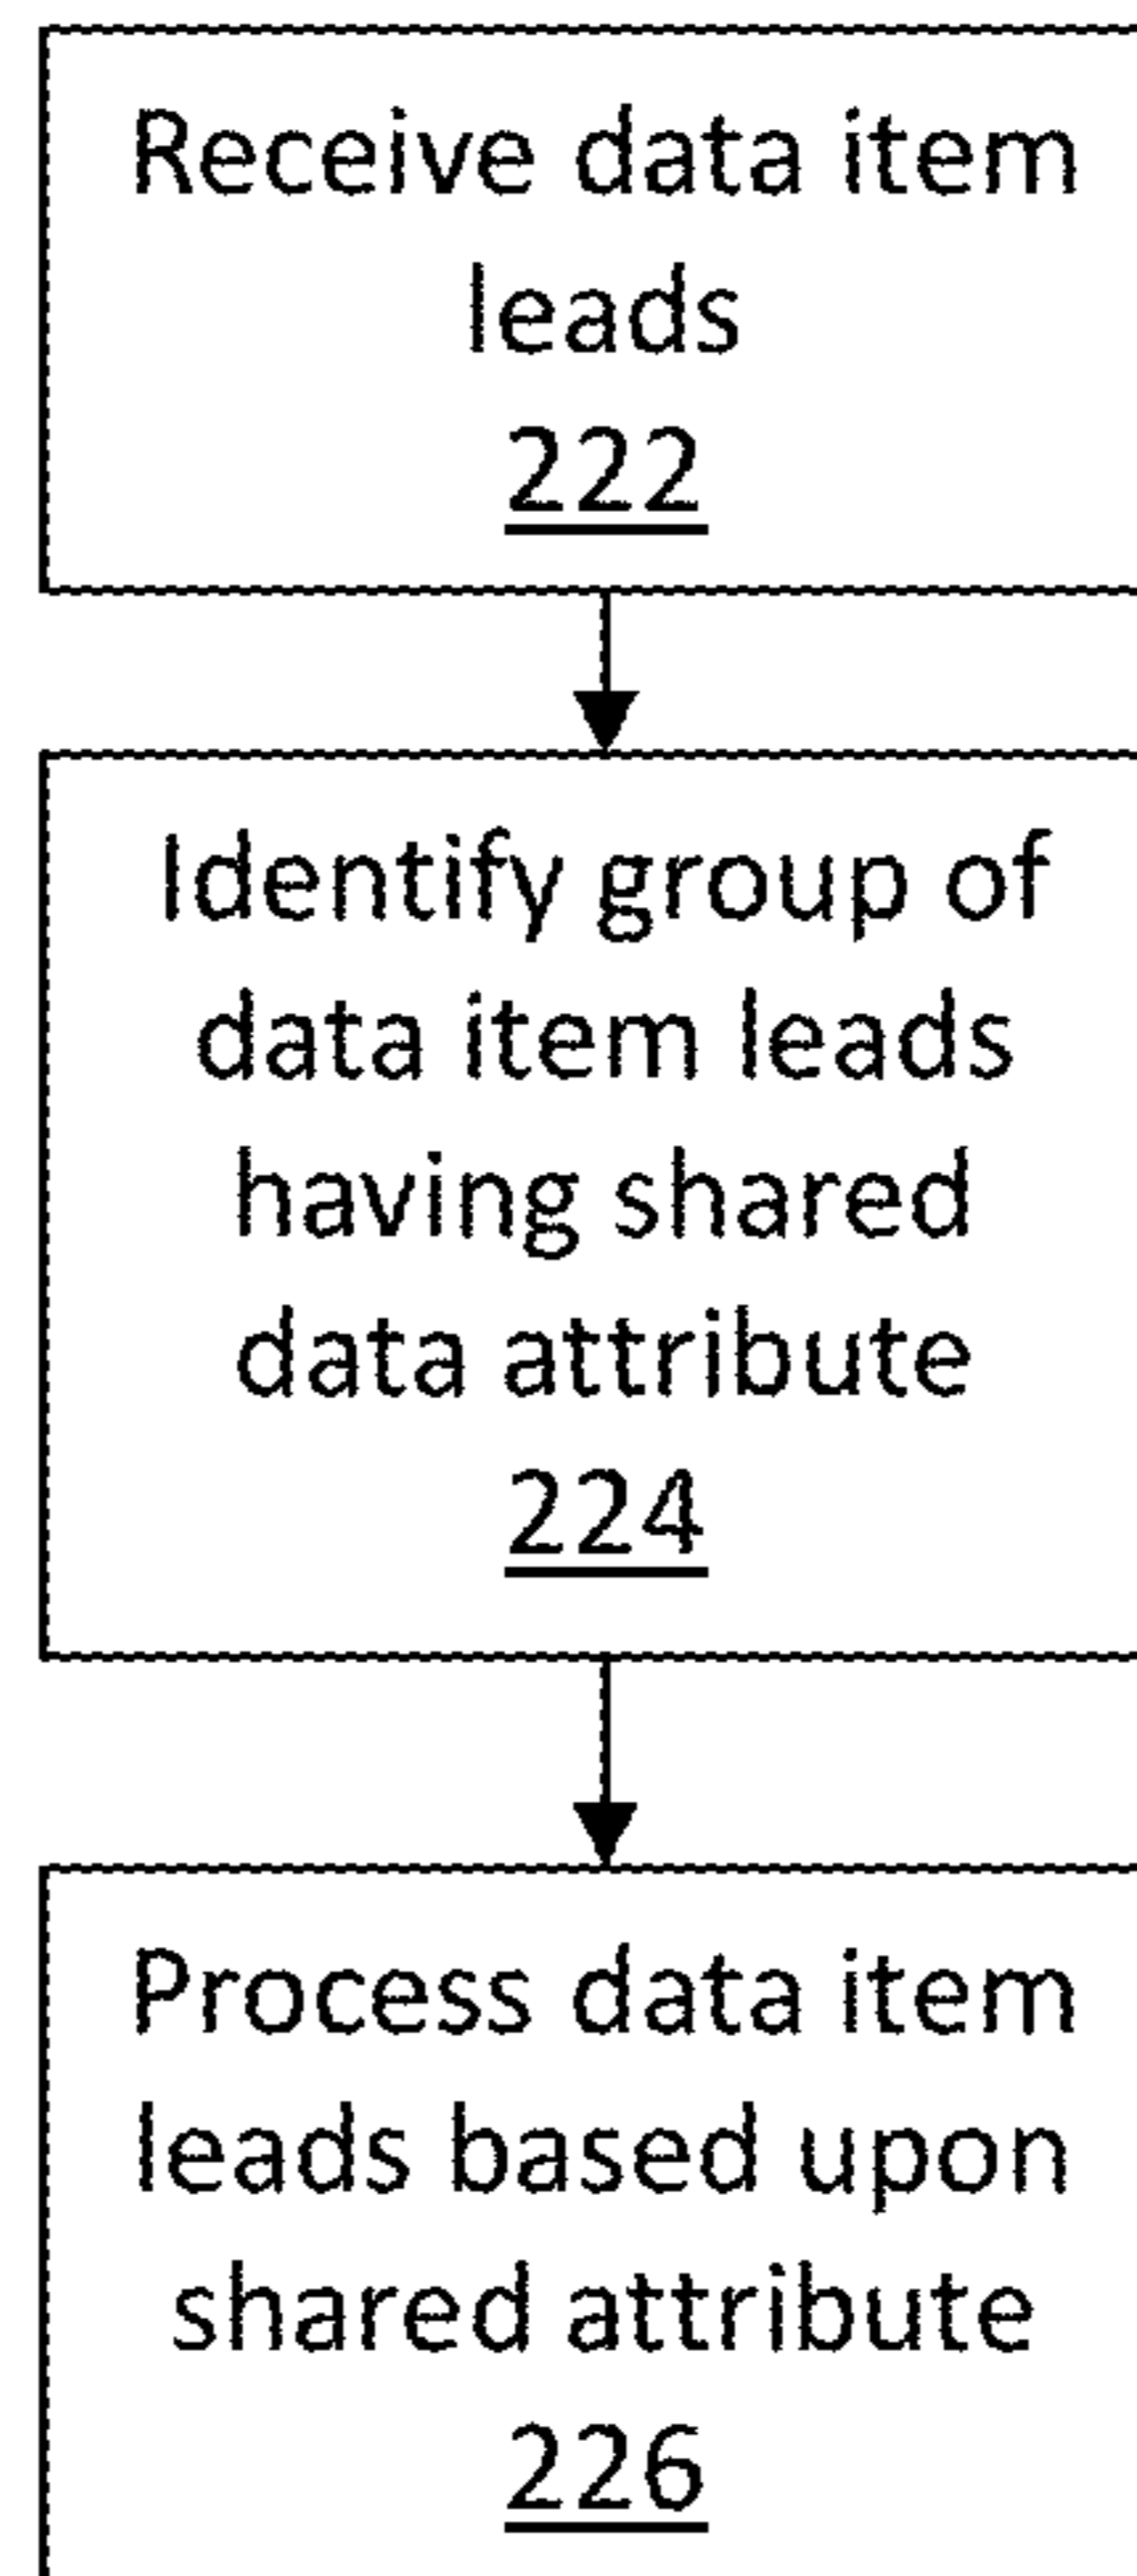 Receive data item
leads
222
Identify group of
data item leads
having shared
data attribute
224
Process data item
leads based upon
shared attribute
226